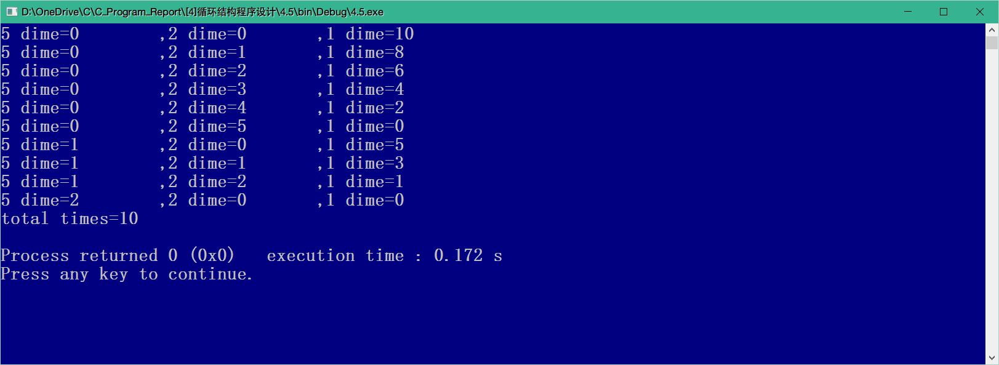 D:\OneDrive\C\C_Program_Report\[4]循环结构程序设计\4.5\bin\Debug\4.5.exe
5 dime=0        ,2 dime=0       ,1 dime=10
5 dime=0        ,2 dime=1       ,1 dime=8
5 dime=0        ,2 dime=2       ,1 dime=6
5 dime=0        ,2 dime=3       ,1 dime=4
5 dime=0        ,2 dime=4       ,1 dime=2
5 dime=0        ,2 dime=5       ,1 dime=0
5 dime=1        ,2 dime=0       ,1 dime=5
5 dime=1        ,2 dime=1       ,1 dime=3
5 dime=1        ,2 dime=2       ,1 dime=1
5 dime=2        ,2 dime=0       ,1 dime=0
total times=10
Process returned 0 (0x0)   execution time : 0.172 s
Press any key to continue.